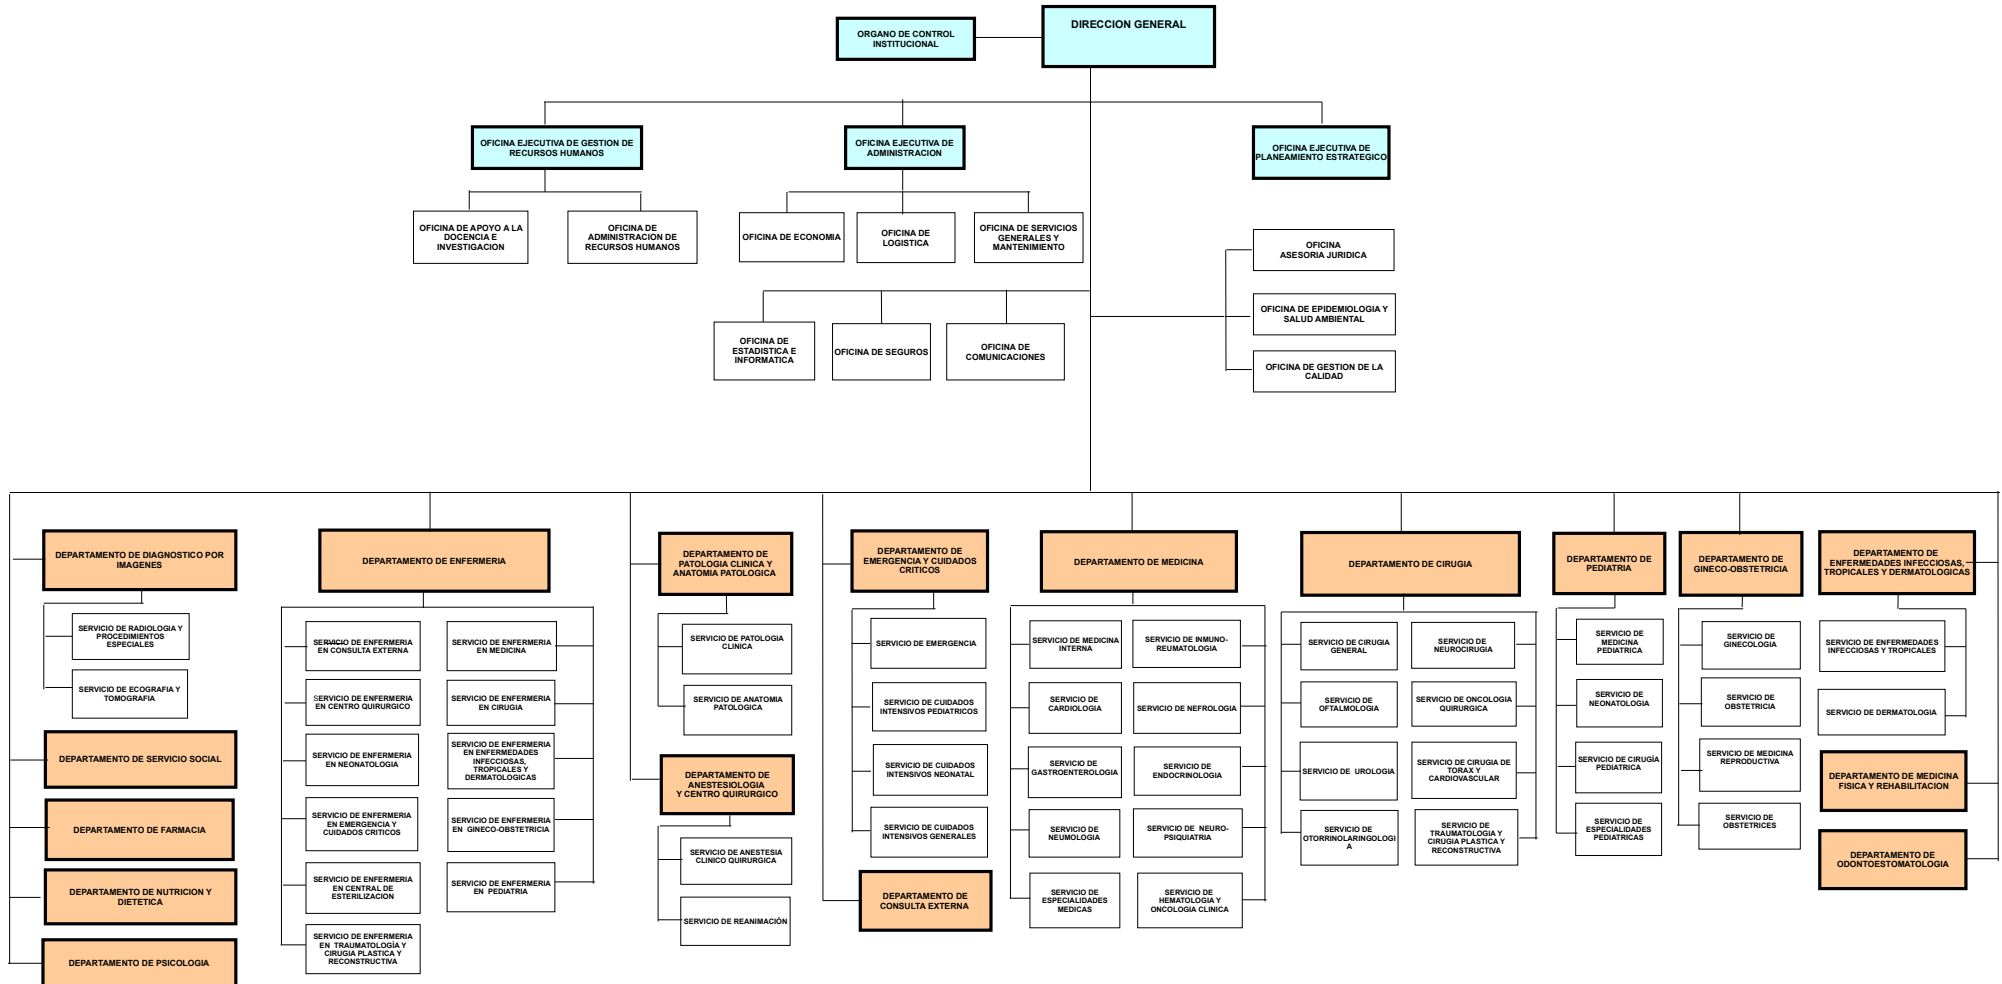 DIRECCION GENERAL
ORGANO DE CONTROL
INSTITUCIONAL
OFICINA EJECUTIVA DE GESTION DE
RECURSOS HUMANOS
OFICINA EJECUTIVA DE
ADMINISTRACION
OFICINA EJECUTIVA DE
PLANEAMIENTO ESTRATEGICO
OFICINA DE APOYO A LA
DOCENCIA E
INVESTIGACION
OFICINA DE
ADMINISTRACION DE
RECURSOS HUMANOS
OFICINA DE ECONOMIA
OFICINA DE
LOGISTICA
OFICINA DE SERVICIOS
GENERALES Y
MANTENIMIENTO
OFICINA
ASESORIA JURIDICA
OFICINA DE EPIDEMIOLOGIA Y
SALUD AMBIENTAL
OFICINA DE GESTION DE LA
CALIDAD
OFICINA DE
ESTADISTICA E
INFORMATICA
OFICINA DE SEGUROS
OFICINA DE
COMUNICACIONES
DEPARTAMENTO DE DIAGNOSTICO POR
IMAGENES
SERVICIO DE RADIOLOGIA Y
PROCEDIMIENTOS
ESPECIALES
SERVICIO DE ECOGRAFIA Y
TOMOGRAFIA
DEPARTAMENTO DE SERVICIO SOCIAL
DEPARTAMENTO DE FARMACIA
DEPARTAMENTO DE NUTRICION Y
DIETETICA
DEPARTAMENTO DE PSICOLOGIA
DEPARTAMENTO DE ENFERMERIA
SERVICIO DE ENFERMERIA
EN CONSULTA EXTERNA
SERVICIO DE ENFERMERIA
EN CENTRO QUIRURGICO
SERVICIO DE ENFERMERIA
EN NEONATOLOGIA
SERVICIO DE ENFERMERIA
EN EMERGENCIA Y
CUIDADOS CRITICOS
SERVICIO DE ENFERMERIA
EN CENTRAL DE
ESTERILIZACION
SERVICIO DE ENFERMERIA
EN TRAUMATOLOGÌA Y
CIRUGIA PLASTICA Y
RECONSTRUCTIVA
SERVICIO DE ENFERMERIA
EN MEDICINA
SERVICIO DE ENFERMERIA
EN CIRUGIA
SERVICIO DE ENFERMERIA
EN ENFERMEDADES
INFECCIOSAS,
TROPICALES Y
DERMATOLOGICAS
SERVICIO DE ENFERMERIA
EN GINECO-OBSTETRICIA
SERVICIO DE ENFERMERIA
EN PEDIATRIA
DEPARTAMENTO DE
PATOLOGIA CLINICA Y
ANATOMIA PATOLOGICA
SERVICIO DE PATOLOGIA
CLINICA
SERVICIO DE ANATOMIA
PATOLOGICA
DEPARTAMENTO DE
ANESTESIOLOGIA
Y CENTRO QUIRURGICO
SERVICIO DE ANESTESIA
CLINICO QUIRURGICA
SERVICIO DE REANIMACIÓN
DEPARTAMENTO DE
EMERGENCIA Y CUIDADOS
CRITICOS
SERVICIO DE EMERGENCIA
SERVICIO DE CUIDADOS
INTENSIVOS PEDIATRICOS
SERVICIO DE CUIDADOS
INTENSIVOS NEONATAL
SERVICIO DE CUIDADOS
INTENSIVOS GENERALES
DEPARTAMENTO DE
CONSULTA EXTERNA
DEPARTAMENTO DE MEDICINA
SERVICIO DE MEDICINA
INTERNA
SERVICIO DE
CARDIOLOGIA
SERVICIO DE
GASTROENTEROLOGIA
SERVICIO DE
NEUMOLOGIA
SERVICIO DE
ESPECIALIDADES
MEDICAS
SERVICIO DE INMUNO-
REUMATOLOGIA
SERVICIO DE NEFROLOGIA
SERVICIO DE
ENDOCRINOLOGIA
SERVICIO DE NEURO-
PSIQUIATRIA
SERVICIO DE
HEMATOLOGIA Y
ONCOLOGIA CLINICA
DEPARTAMENTO DE CIRUGIA
SERVICIO DE CIRUGIA
GENERAL
SERVICIO DE
OFTALMOLOGIA
SERVICIO DE UROLOGIA
SERVICIO DE
OTORRINOLARINGOLOGI
A
SERVICIO DE
NEUROCIRUGIA
SERVICIO DE ONCOLOGIA
QUIRURGICA
SERVICIO DE CIRUGIA DE
TORAX Y
CARDIOVASCULAR
SERVICIO DE
TRAUMATOLOGIA Y
CIRUGIA PLASTICA Y
RECONSTRUCTIVA
DEPARTAMENTO DE
PEDIATRIA
SERVICIO DE
MEDICINA
PEDIATRICA
SERVICIO DE
NEONATOLOGIA
SERVICIO DE CIRUGÍA
PEDIATRICA
SERVICIO DE
ESPECIALIDADES
PEDIATRICAS
DEPARTAMENTO DE
GINECO-OBSTETRICIA
SERVICIO DE
GINECOLOGIA
SERVICIO DE
OBSTETRICIA
SERVICIO DE MEDICINA
REPRODUCTIVA
SERVICIO DE
OBSTETRICES
DEPARTAMENTO DE
ENFERMEDADES INFECCIOSAS,
TROPICALES Y DERMATOLOGICAS
SERVICIO DE ENFERMEDADES
INFECCIOSAS Y TROPICALES
SERVICIO DE DERMATOLOGIA
DEPARTAMENTO DE MEDICINA
FISICA Y REHABILITACION
DEPARTAMENTO DE
ODONTOESTOMATOLOGIA